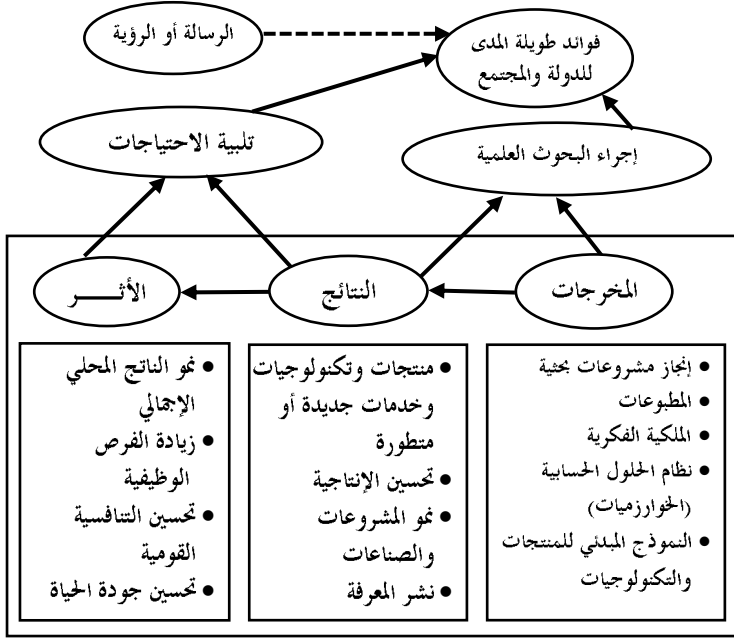 الرسالة أو الرؤية
فوائد طويلة المدى
للدولة والمجتمع
تلبية الاحتياجات
إجراء البحوث العلمية
المخرجات
النتائج
الأثـــــر
• إنجاز مشروعات بحثية
• المطبوعات
• الملكية الفكرية
• نظام الحلول الحسابية
(الخوارزميات)
• النموذج المبدئي للمنتجات
والتكنولوجيات
• منتجات وتكنولوجيات
وخدمات جديدة أو
متطورة
• تحسين الإنتاجية
• نمو المشروعات
والصناعات
• نشر المعرفة
• نمو الناتج المحلي
الإجمالي
• زيادة الفرص
الوظيفية
• تحسين التنافسية
القومية
• تحسين جودة الحياة